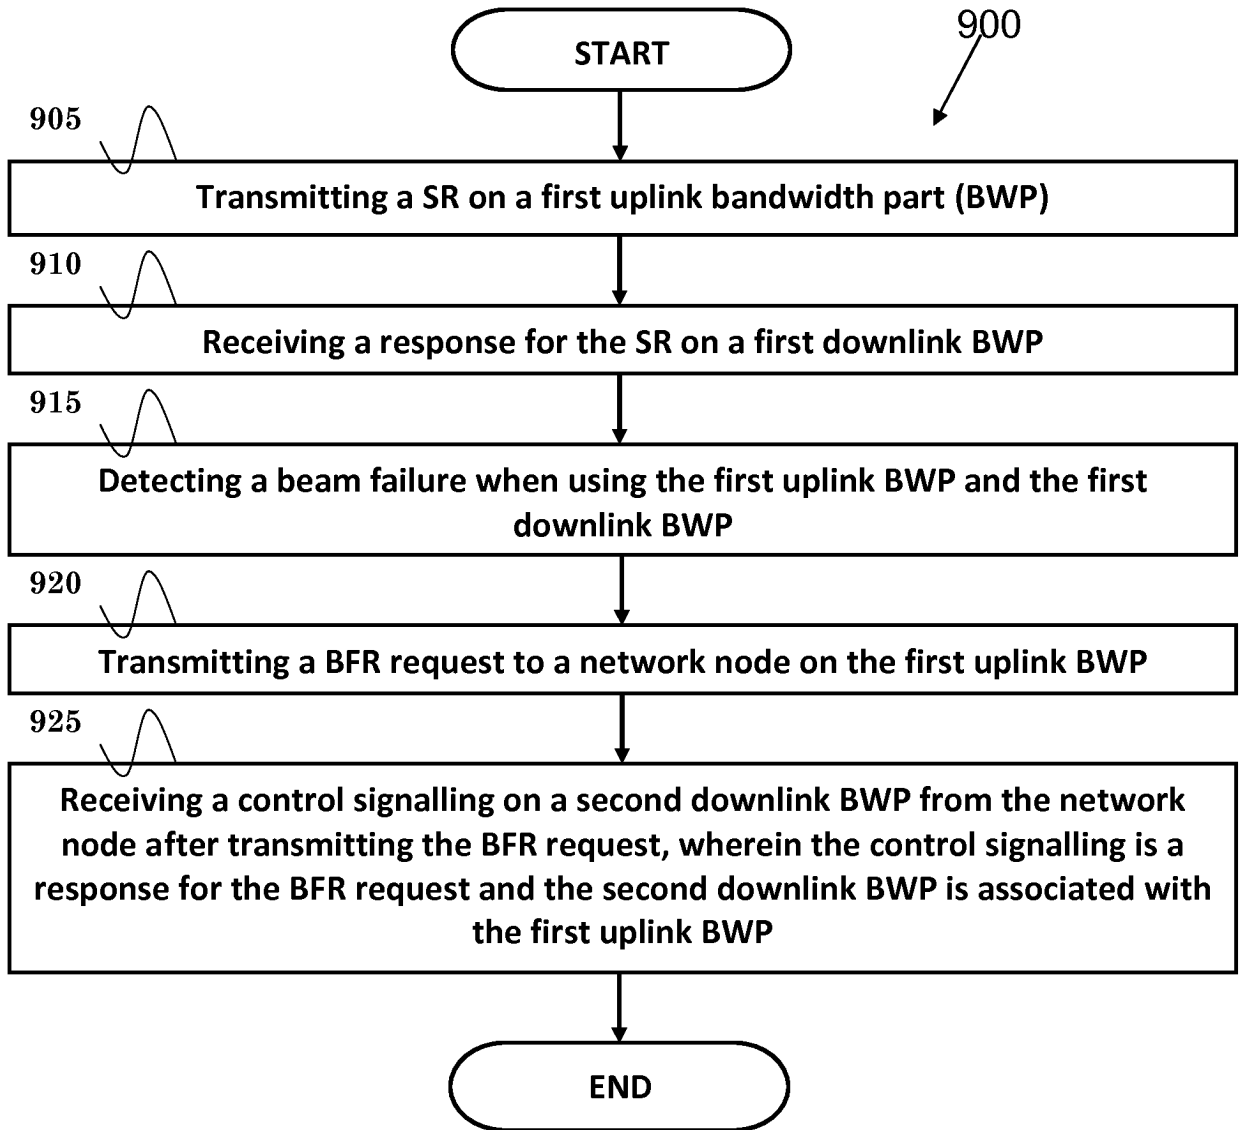 START
900
905
Transmitting a SR on a first uplink bandwidth part (BWP)
910
Receiving a response for the SR on a first downlink BWP
915
Detecting a beam failure when using the first uplink BWP and the first
downlink BWP
920
Transmitting a BFR request to a network node on the first uplink BWP
925
Receiving a control signalling on a second downlink BWP from the network
node after transmitting the BFR request, wherein the control signalling is a
response for the BFR request and the second downlink BWP is associated with
the first uplink BWP
END